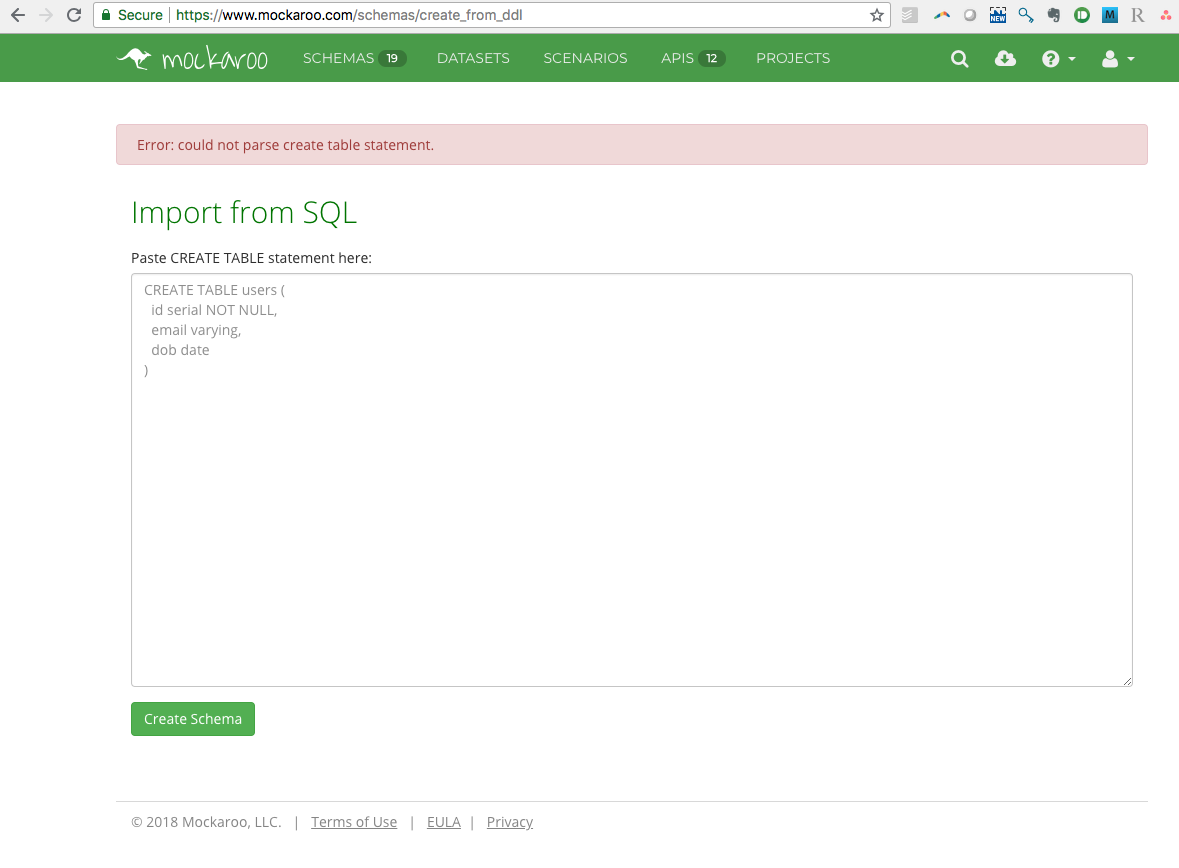 Secure https://www.mockaroo.com/schemas/create_from_ddl
NEW M R
mockaroo SCHEMAS 19 DATASETS SCENARIOS APIS 12 PROJECTS ?
Error: could not parse create table statement.
Import from SQL
Paste CREATE TABLE statement here:
CREATE TABLE users (
id serial NOT NULL,
email varying,
dob date
)
Create Schema
© 2018 Mockaroo, LLC. | Terms of Use | EULA | Privacy